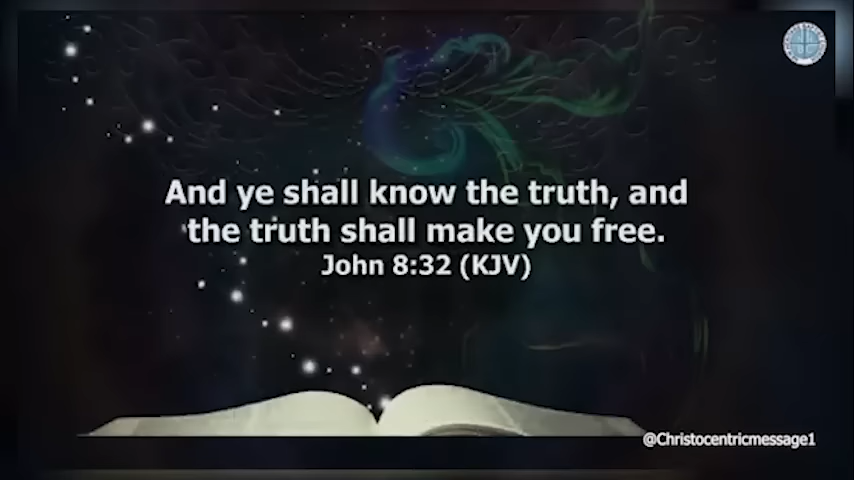 And ye shall know the truth, and
the truth shall make you free.
John 8:32 (KJV)
@Christocentricmessage1